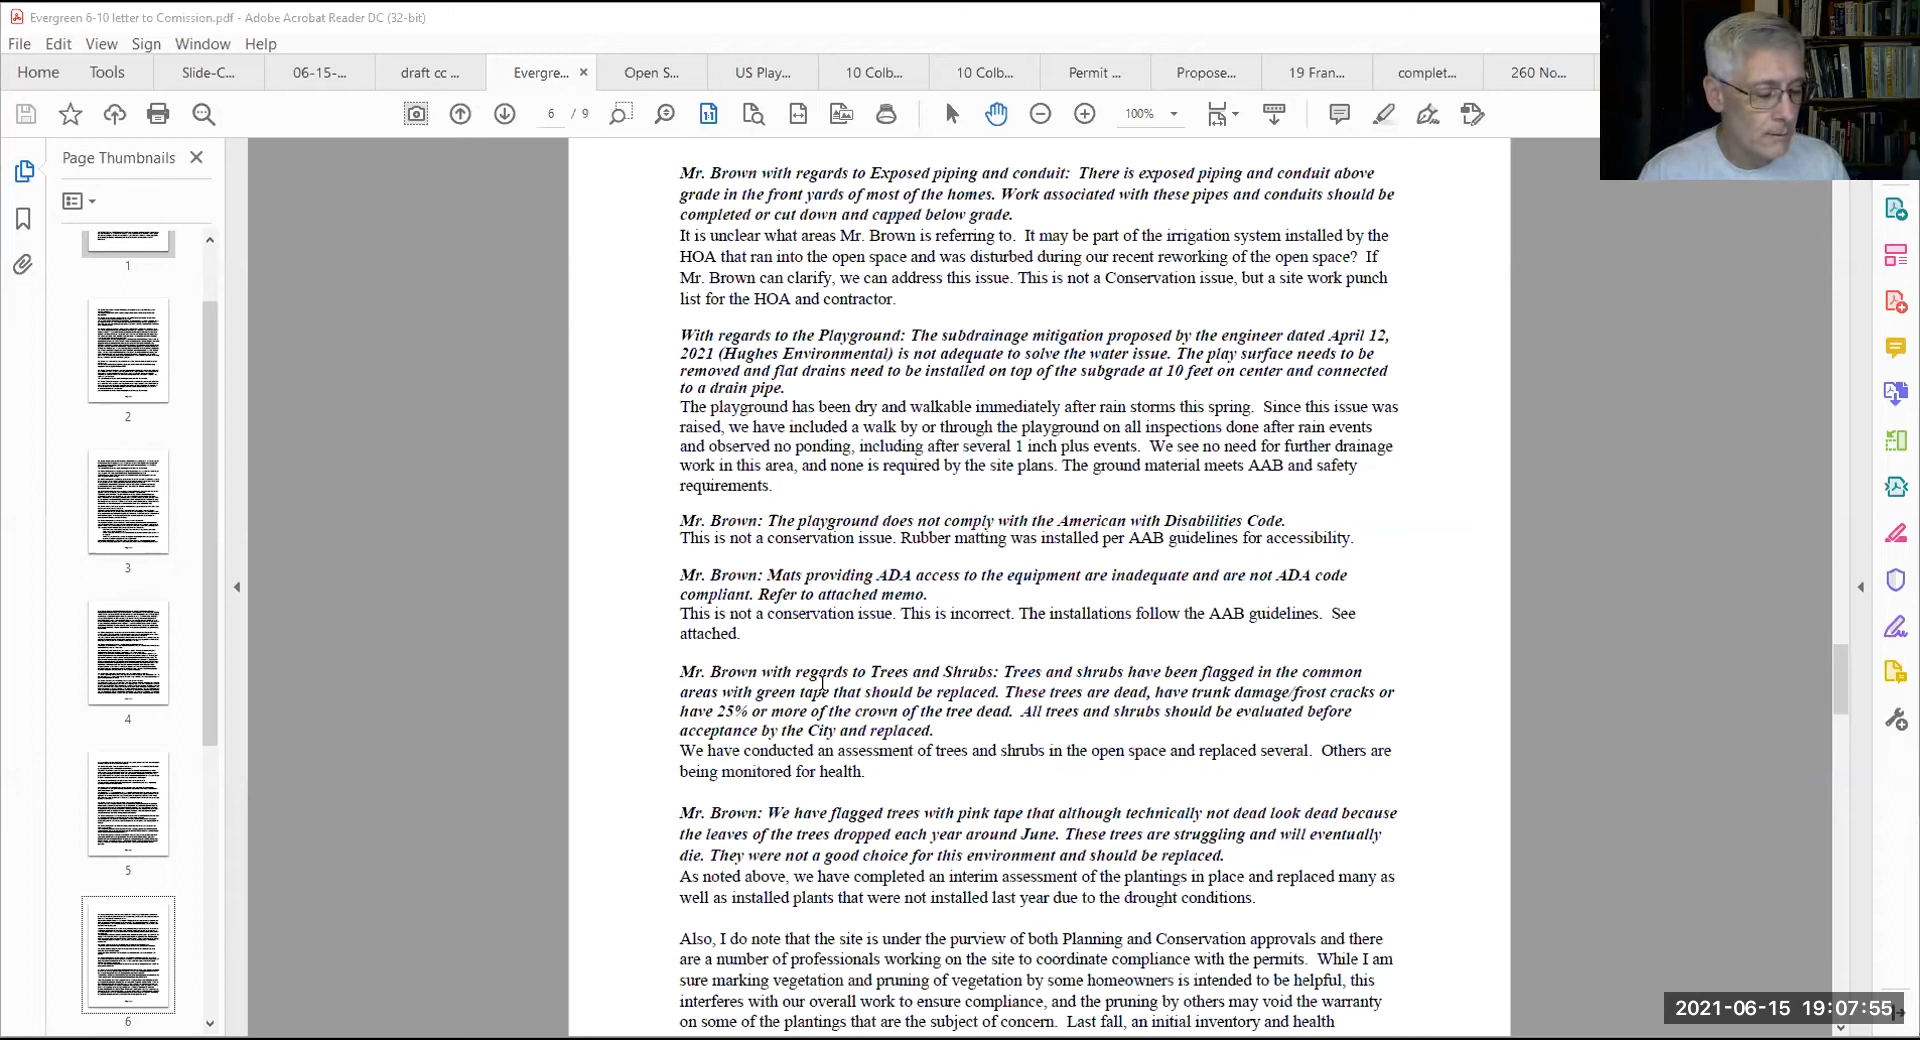 Evergreen 6-10 letter to Comission.pdf - Adobe Acrobat Reader DC (32-bit)
File Edit View Sign Window Help
Home Tools Slide-C... 06-15-... draft cc ... Evergre... Open S... US Play... 10 Colb... 10 Colb... Permit ... Propose... 19 Fran... complet... 260 No...
6 / 9 100%
Page Thumbnails
1
2
3
4
5
6
Mr. Brown with regards to Exposed piping and conduit: There is exposed piping and conduit above
grade in the front yards of most of the homes. Work associated with these pipes and conduits should be
completed or cut down and capped below grade.
It is unclear what areas Mr. Brown is referring to. It may be part of the irrigation system installed by the
HOA that ran into the open space and was disturbed during our recent reworking of the open space? If
Mr. Brown can clarify, we can address this issue. This is not a Conservation issue, but a site work punch
list for the HOA and contractor.
With regards to the Playground: The subdrainage mitigation proposed by the engineer dated April 12,
2021 (Hughes Environmental) is not adequate to solve the water issue. The play surface needs to be
removed and flat drains need to be installed on top of the subgrade at 10 feet on center and connected
to a drain pipe.
The playground has been dry and walkable immediately after rain storms this spring. Since this issue was
raised, we have included a walk by or through the playground on all inspections done after rain events
and observed no ponding, including after several 1 inch plus events. We see no need for further drainage
work in this area, and none is required by the site plans. The ground material meets AAB and safety
requirements.
Mr. Brown: The playground does not comply with the American with Disabilities Code.
This is not a conservation issue. Rubber matting was installed per AAB guidelines for accessibility.
Mr. Brown: Mats providing ADA access to the equipment are inadequate and are not ADA code
compliant. Refer to attached memo.
This is not a conservation issue. This is incorrect. The installations follow the AAB guidelines. See
attached.
Mr. Brown with regards to Trees and Shrubs: Trees and shrubs have been flagged in the common
areas with green tape that should be replaced. These trees are dead, have trunk damage/frost cracks or
have 25% or more of the crown of the tree dead. All trees and shrubs should be evaluated before
acceptance by the City and replaced.
We have conducted an assessment of trees and shrubs in the open space and replaced several. Others are
being monitored for health.
Mr. Brown: We have flagged trees with pink tape that although technically not dead look dead because
the leaves of the trees dropped each year around June. These trees are struggling and will eventually
die. They were not a good choice for this environment and should be replaced.
As noted above, we have completed an interim assessment of the plantings in place and replaced many as
well as installed plants that were not installed last year due to the drought conditions.
Also, I do note that the site is under the purview of both Planning and Conservation approvals and there
are a number of professionals working on the site to coordinate compliance with the permits. While I am
sure marking vegetation and pruning of vegetation by some homeowners is intended to be helpful, this
interferes with our overall work to ensure compliance, and the pruning by others may void the warranty
on some of the plantings that are the subject of concern. Last fall, an initial inventory and health
2021-06-15 19:07:55